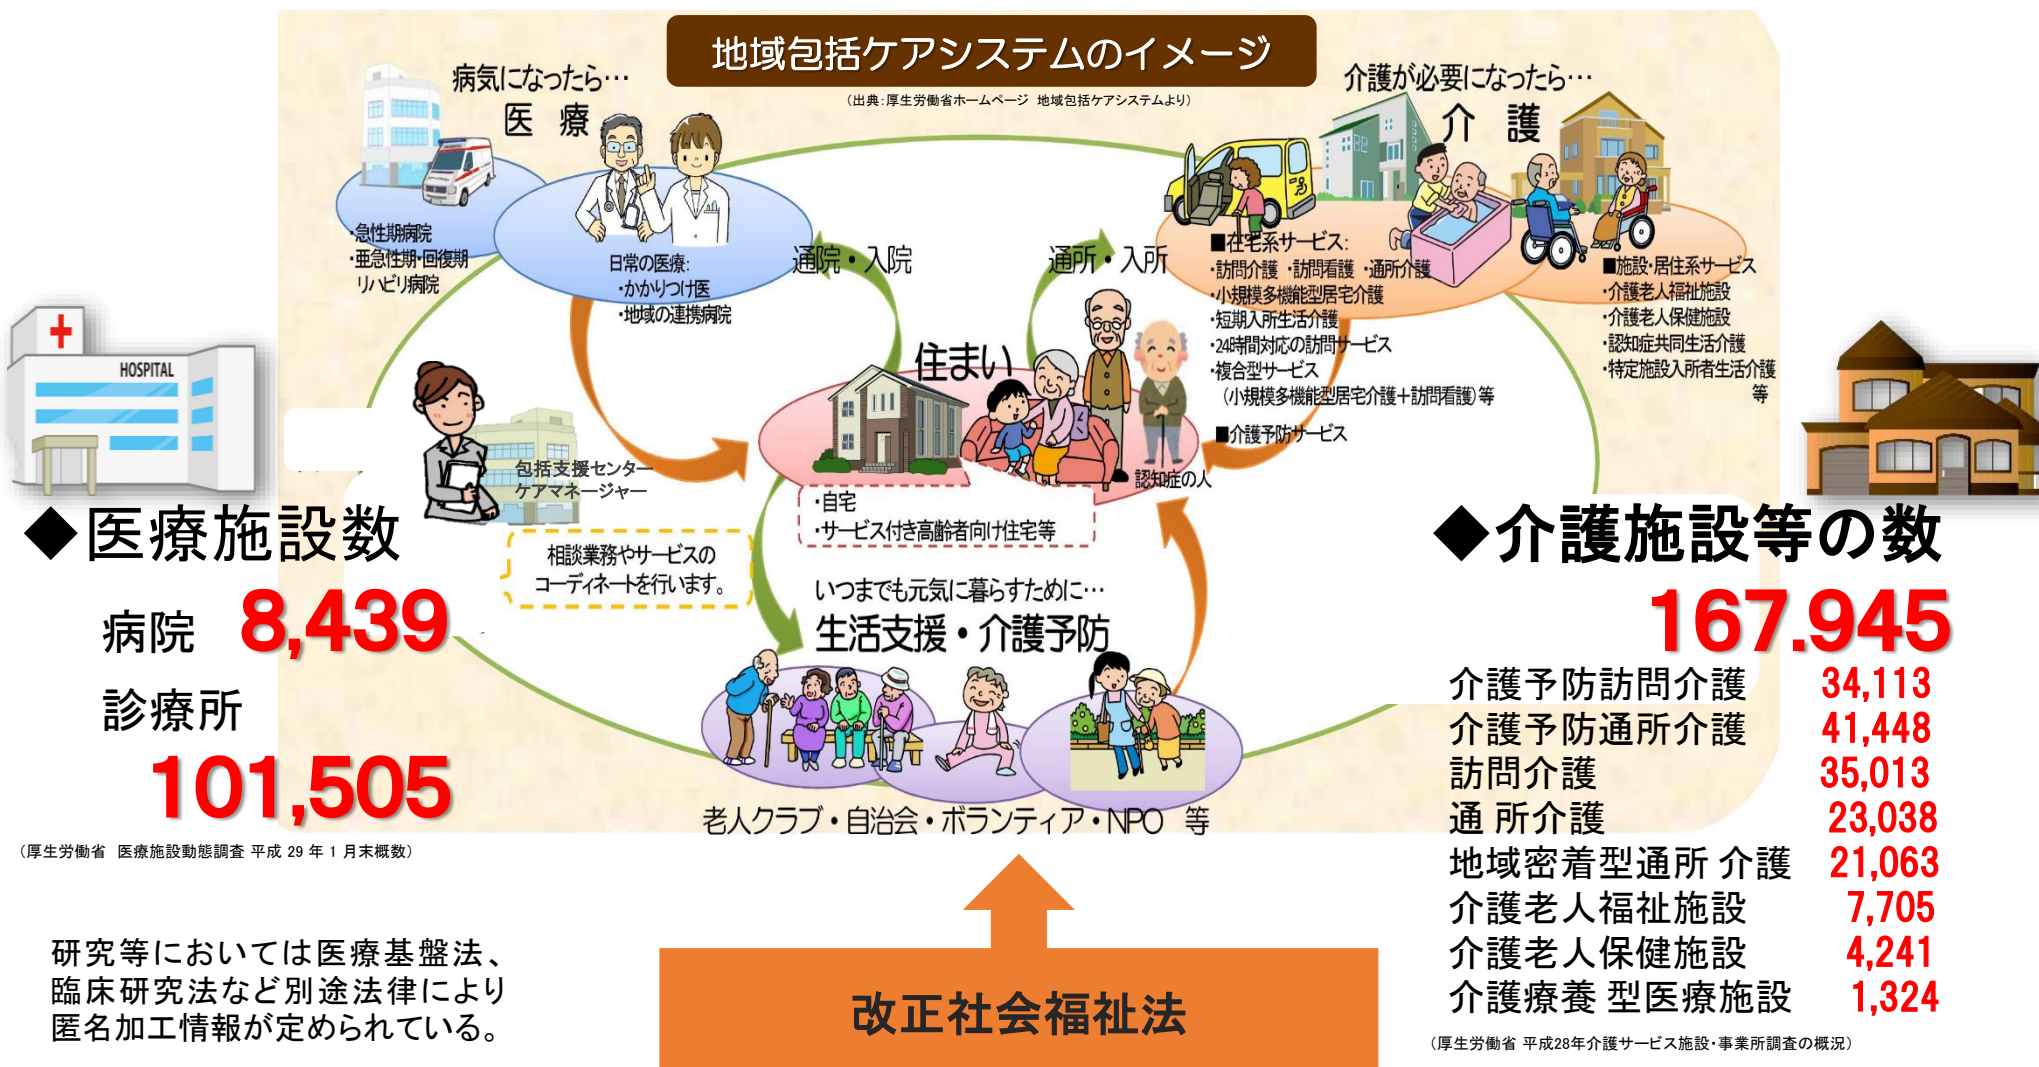 地域包括ケアシステムのイメージ
(出典:厚生労働省ホームページ 地域包括ケアシステムより)
病気になったら…
医 療
・急性期病院
・亜急性期・回復期
リハビリ病院
日常の医療:
・かかりつけ医
・地域の連携病院
通院・入院
通所・入所
介護が必要になったら…
介 護
■在宅系サービス:
・訪問介護 ・訪問看護 ・通所介護
・小規模多機能型居宅介護
・短期入所生活介護
・24時間対応の訪問サービス
・複合型サービス
(小規模多機能型居宅介護+訪問看護)等
■介護予防サービス
■施設・居住系サービス
・介護老人福祉施設
・介護老人保健施設
・認知症共同生活介護
・特定施設入所者生活介護
等
住まい
認知症の人
・自宅
・サービス付き高齢者向け住宅等
包括支援センター
ケアマネージャー
相談業務やサービスの
コーディネートを行います。
いつまでも元気に暮らすために…
生活支援・介護予防
老人クラブ・自治会・ボランティア・NPO 等
HOSPITAL
◆医療施設数
病院 8,439
診療所
101,505
(厚生労働省 医療施設動態調査 平成 29 年 1 月末概数)
研究等においては医療基盤法、
臨床研究法など別途法律により
匿名加工情報が定められている。
改正社会福祉法
◆介護施設等の数
167.945
介護予防訪問介護 34,113
介護予防通所介護 41,448
訪問介護 35,013
通 所介護 23,038
地域密着型通所 介護 21,063
介護老人福祉施設 7,705
介護老人保健施設 4,241
介護療養 型医療施設 1,324
(厚生労働省 平成28年介護サービス施設・事業所調査の概況)